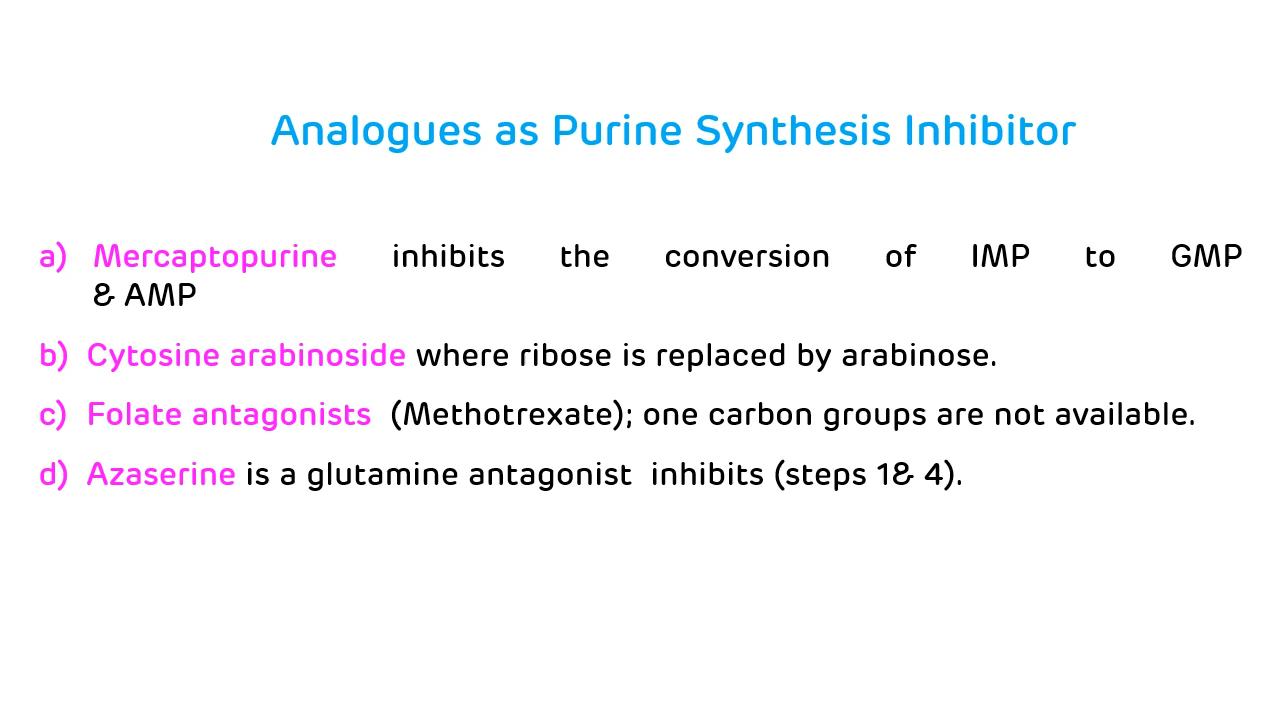 Analogues as Purine Synthesis Inhibitor
a) Mercaptopurine inhibits the conversion of IMP to GMP
& AMP
b) Cytosine arabinoside where ribose is replaced by arabinose.
c) Folate antagonists (Methotrexate); one carbon groups are not available.
d) Azaserine is a glutamine antagonist inhibits (steps 1& 4).